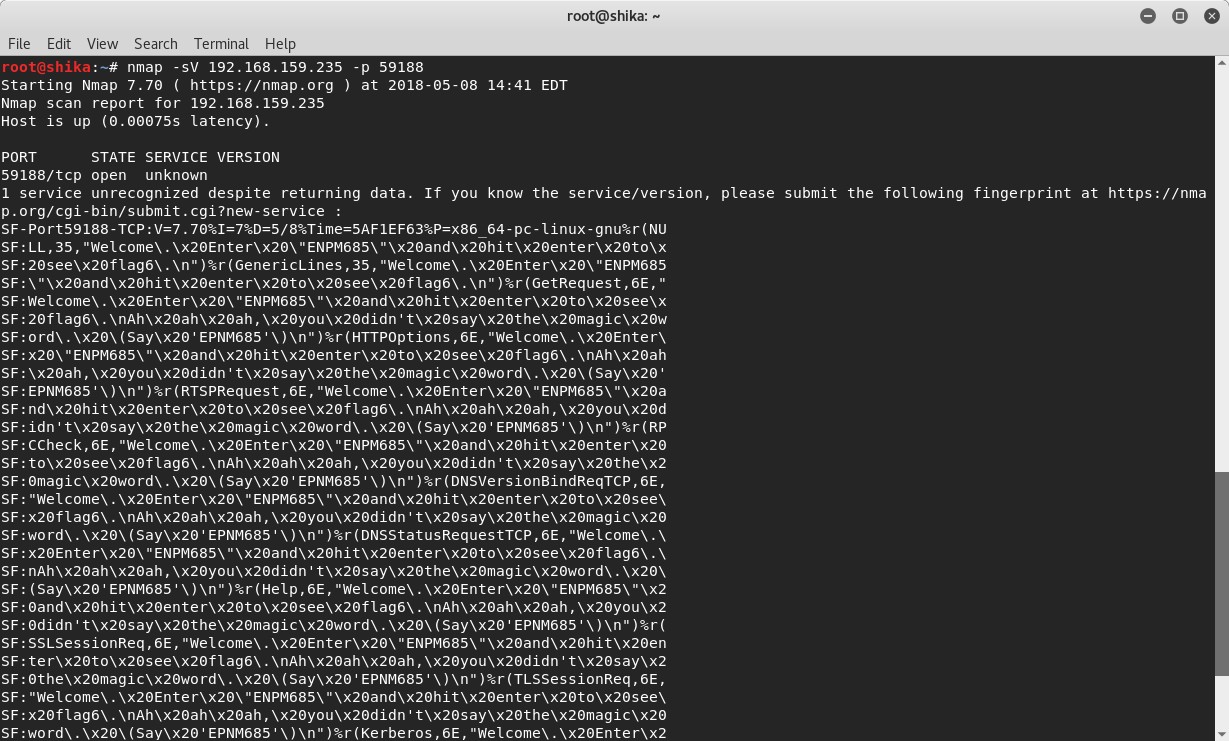 root@shika: ~
File Edit View Search Terminal Help
root@shika:~# nmap -sV 192.168.159.235 -p 59188
Starting Nmap 7.70 ( https://nmap.org ) at 2018-05-08 14:41 EDT
Nmap scan report for 192.168.159.235
Host is up (0.00075s latency).
PORT      STATE SERVICE VERSION
59188/tcp open  unknown
1 service unrecognized despite returning data. If you know the service/version, please submit the following fingerprint at https://nma
p.org/cgi-bin/submit.cgi?new-service :
SF-Port59188-TCP:V=7.70%I=7%D=5/8%Time=5AF1EF63%P=x86_64-pc-linux-gnu%r(NU
SF:LL,35,"Welcome\.\x20Enter\x20\"ENPM685\"\x20and\x20hit\x20enter\x20to\x
SF:20see\x20flag6\.\n")%r(GenericLines,35,"Welcome\.\x20Enter\x20\"ENPM685
SF:\"\x20and\x20hit\x20enter\x20to\x20see\x20flag6\.\n")%r(GetRequest,6E,"
SF:Welcome\.\x20Enter\x20\"ENPM685\"\x20and\x20hit\x20enter\x20to\x20see\x
SF:20flag6\.\nAh\x20ah\x20ah,\x20you\x20didn't\x20say\x20the\x20magic\x20w
SF:ord\.\x20\(Say\x20'EPNM685'\)\n")%r(HTTPOptions,6E,"Welcome\.\x20Enter\
SF:x20\"ENPM685\"\x20and\x20hit\x20enter\x20to\x20see\x20flag6\.\nAh\x20ah
SF:\x20ah,\x20you\x20didn't\x20say\x20the\x20magic\x20word\.\x20\(Say\x20'
SF:EPNM685'\)\n")%r(RTSPRequest,6E,"Welcome\.\x20Enter\x20\"ENPM685\"\x20a
SF:nd\x20hit\x20enter\x20to\x20see\x20flag6\.\nAh\x20ah\x20ah,\x20you\x20d
SF:idn't\x20say\x20the\x20magic\x20word\.\x20\(Say\x20'EPNM685'\)\n")%r(RP
SF:CCheck,6E,"Welcome\.\x20Enter\x20\"ENPM685\"\x20and\x20hit\x20enter\x20
SF:to\x20see\x20flag6\.\nAh\x20ah\x20ah,\x20you\x20didn't\x20say\x20the\x2
SF:0magic\x20word\.\x20\(Say\x20'EPNM685'\)\n")%r(DNSVersionBindReqTCP,6E,
SF:"Welcome\.\x20Enter\x20\"ENPM685\"\x20and\x20hit\x20enter\x20to\x20see\
SF:x20flag6\.\nAh\x20ah\x20ah,\x20you\x20didn't\x20say\x20the\x20magic\x20
SF:word\.\x20\(Say\x20'EPNM685'\)\n")%r(DNSStatusRequestTCP,6E,"Welcome\.\
SF:x20Enter\x20\"ENPM685\"\x20and\x20hit\x20enter\x20to\x20see\x20flag6\.\
SF:nAh\x20ah\x20ah,\x20you\x20didn't\x20say\x20the\x20magic\x20word\.\x20\
SF:(Say\x20'EPNM685'\)\n")%r(Help,6E,"Welcome\.\x20Enter\x20\"ENPM685\"\x2
SF:0and\x20hit\x20enter\x20to\x20see\x20flag6\.\nAh\x20ah\x20ah,\x20you\x2
SF:0didn't\x20say\x20the\x20magic\x20word\.\x20\(Say\x20'EPNM685'\)\n")%r(
SF:SSLSessionReq,6E,"Welcome\.\x20Enter\x20\"ENPM685\"\x20and\x20hit\x20en
SF:ter\x20to\x20see\x20flag6\.\nAh\x20ah\x20ah,\x20you\x20didn't\x20say\x2
SF:0the\x20magic\x20word\.\x20\(Say\x20'EPNM685'\)\n")%r(TLSSessionReq,6E,
SF:"Welcome\.\x20Enter\x20\"ENPM685\"\x20and\x20hit\x20enter\x20to\x20see\
SF:x20flag6\.\nAh\x20ah\x20ah,\x20you\x20didn't\x20say\x20the\x20magic\x20
SF:word\.\x20\(Say\x20'EPNM685'\)\n")%r(Kerberos,6E,"Welcome\.\x20Enter\x2